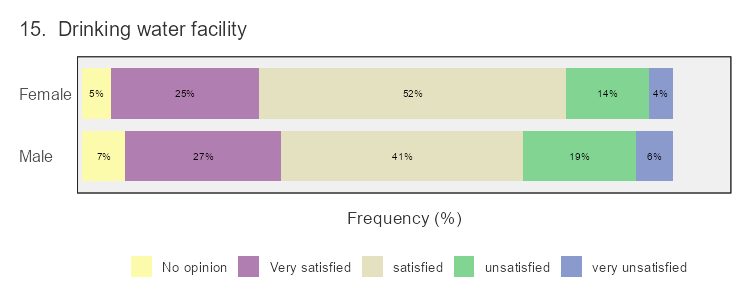 15. Drinking water facility
Female 5% 25% 52% 14% 4%
Male 7% 27% 41% 19% 6%
Frequency (%)
No opinion Very satisfied satisfied unsatisfied very unsatisfied